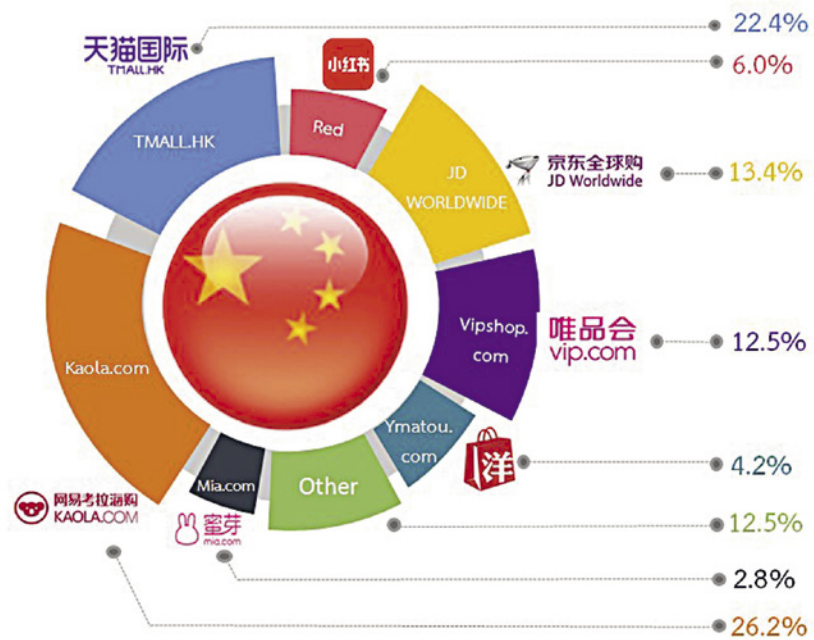 天猫国际
TMALL.HK
22.4%
小红书
6.0%
TMALL.HK
Red
JD
WORLDWIDE
京东全球购
JD Worldwide
13.4%
Kaola.com
Vipshop.
com
唯品会
vip.com
12.5%
Ymatou.
com
洋
4.2%
Mia.com
Other
网易考拉海购
KAOLA.COM
蜜芽
mia.com
12.5%
2.8%
26.2%